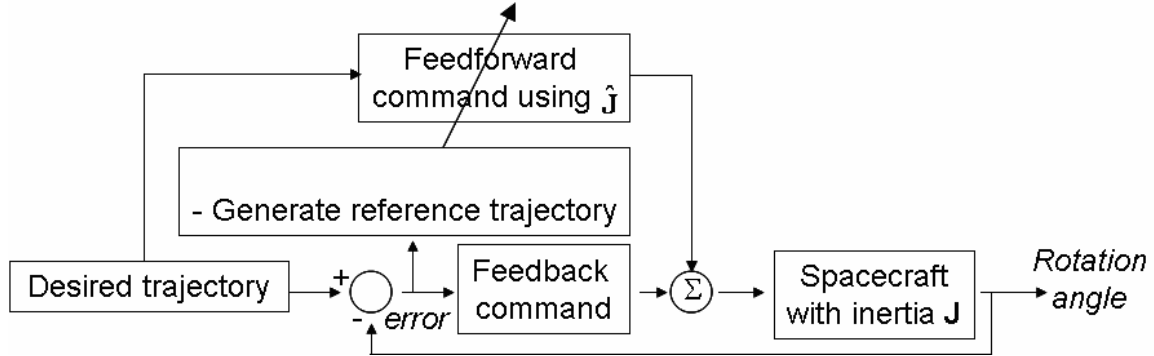 Feedforward
command using Ĵ
- Generate reference trajectory
Desired trajectory
+
-
error
Feedback
command
Σ
Spacecraft
with inertia J
Rotation
angle